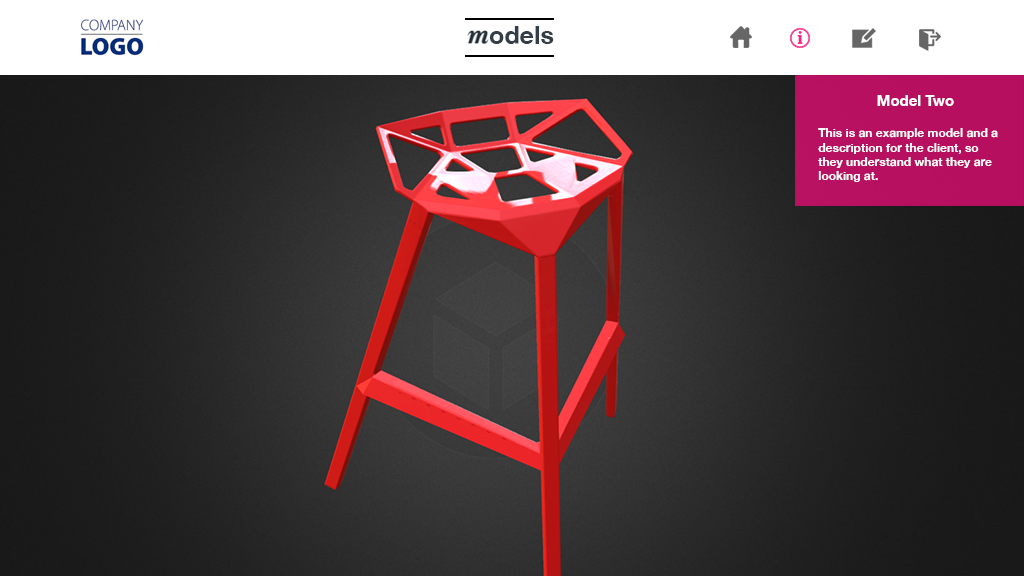 COMPANY
LOGO
models
Model Two
This is an example model and a
description for the client, so
they understand what they are
looking at.